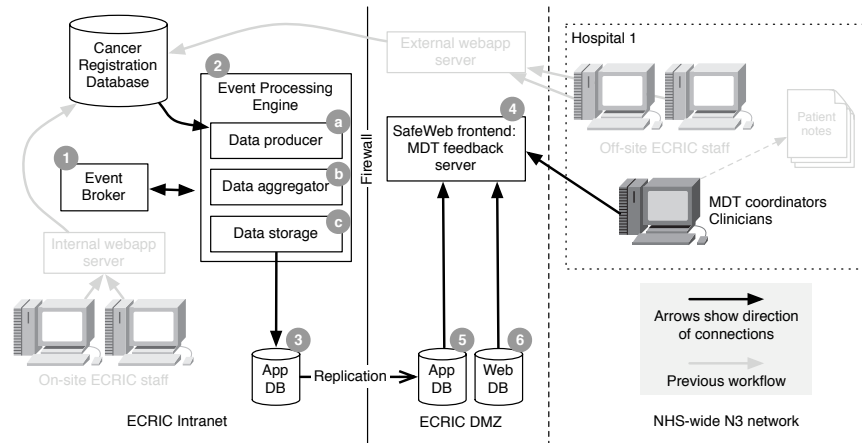 Cancer
Registration
Database
2
Event Processing
Engine
a
Data producer
1
Event
Broker
b
Data aggregator
c
Data storage
Internal webapp
server
On-site ECRIC staff
3
App
DB
Replication
ECRIC Intranet
Firewall
External webapp
server
4
SafeWeb frontend:
MDT feedback
server
5
App
DB
6
Web
DB
ECRIC DMZ
Hospital 1
Off-site ECRIC staff
Patient
notes
MDT coordinators
Clinicians
Arrows show direction
of connections
Previous workflow
NHS-wide N3 network